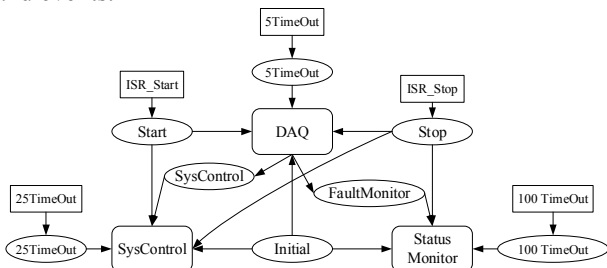 5TimeOut
5TimeOut
ISR_Start
ISR_Stop
Start
DAQ
Stop
SysControl
FaultMonitor
25TimeOut
100 TimeOut
25TimeOut
SysControl
Initial
Status
Monitor
100 TimeOut